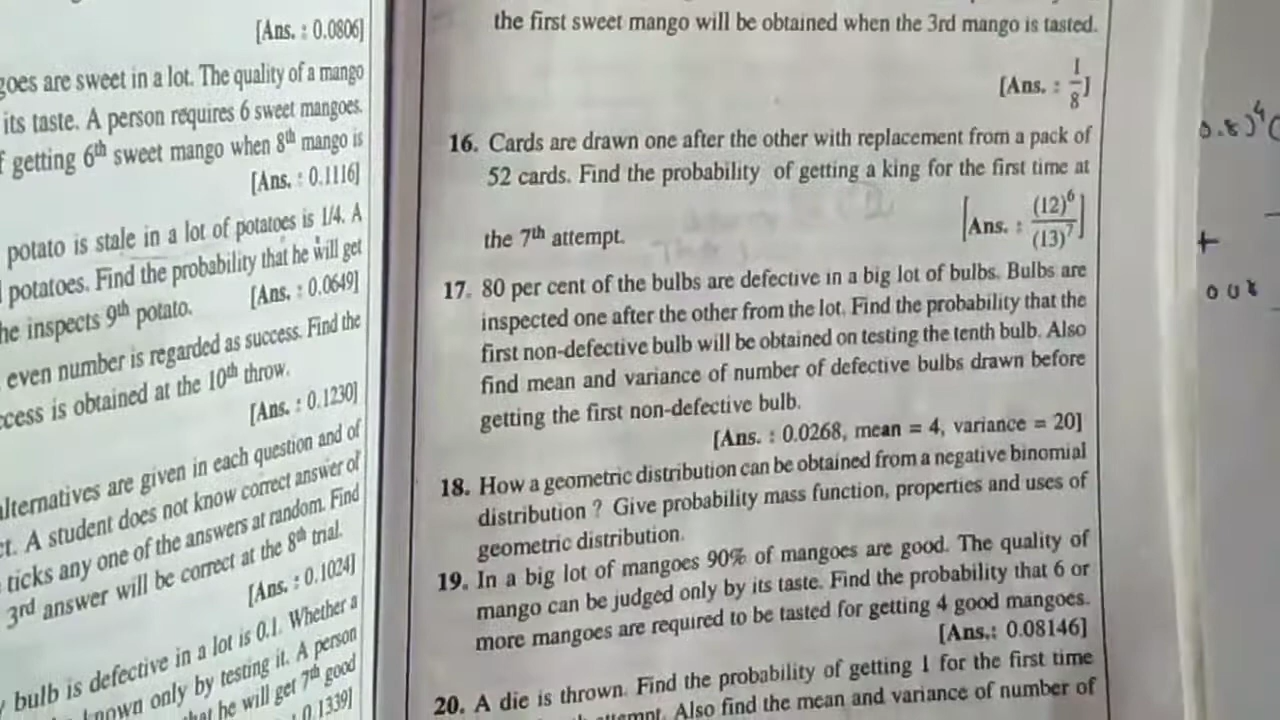 [Ans. : 0.0806]
goes are sweet in a lot. The quality of a mango
its taste. A person requires 6 sweet mangoes.
f getting 6th sweet mango when 8th mango is
[Ans. : 0.1116]
potato is stale in a lot of potatoes is 1/4. A
potatoes. Find the probability that he will get
he inspects 9th potato.
[Ans. : 0.0649]
even number is regarded as success. Find the
ccess is obtained at the 10th throw.
[Ans. : 0.1230]
alternatives are given in each question and of
ct. A student does not know correct answer of
ticks any one of the answers at random. Find
3rd answer will be correct at the 8th trial.
[Ans. : 0.1024]
bulb is defective in a lot is 0.1. Whether a
known only by testing it. A person
that he will get 7th good
: 0.1339]
the first sweet mango will be obtained when the 3rd mango is tasted.
[Ans. : 1/8]
16. Cards are drawn one after the other with replacement from a pack of
52 cards. Find the probability of getting a king for the first time at
the 7th attempt. [Ans. : (12)^6/(13)^7]
17. 80 per cent of the bulbs are defective in a big lot of bulbs. Bulbs are
inspected one after the other from the lot. Find the probability that the
first non-defective bulb will be obtained on testing the tenth bulb. Also
find mean and variance of number of defective bulbs drawn before
getting the first non-defective bulb.
[Ans. : 0.0268, mean = 4, variance = 20]
18. How a geometric distribution can be obtained from a negative binomial
distribution ? Give probability mass function, properties and uses of
geometric distribution.
19. In a big lot of mangoes 90% of mangoes are good. The quality of
mango can be judged only by its taste. Find the probability that 6 or
more mangoes are required to be tasted for getting 4 good mangoes.
[Ans.: 0.08146]
20. A die is thrown. Find the probability of getting 1 for the first time
attempt. Also find the mean and variance of number of
0.8)^4(
+
008